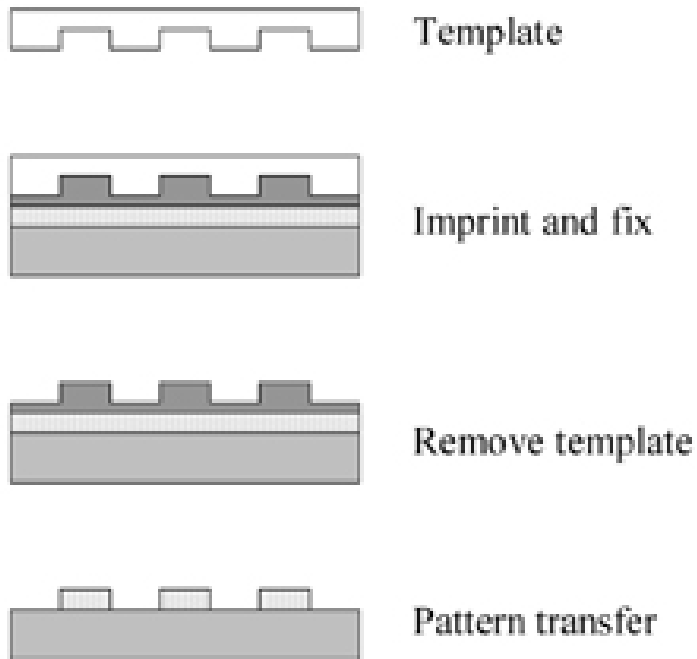 Template
Imprint and fix
Remove template
Pattern transfer